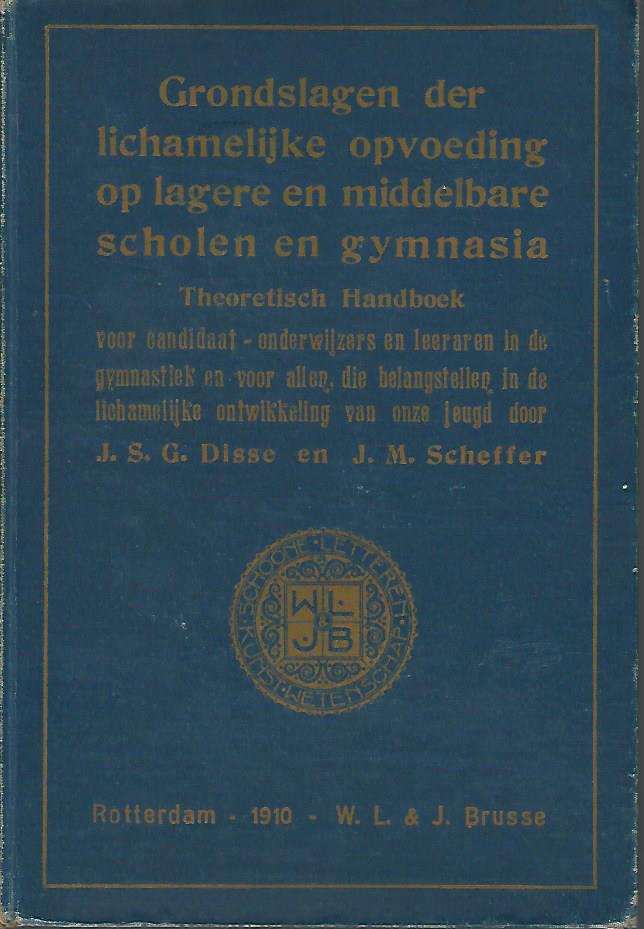 Grondslagen der
lichamelijke opvoeding
op lagere en middelbare
scholen en gymnasia
Theoretisch Handboek
voor candidaat - onderwijzers en leeraren in de
gymnastiek en voor allen, die belangstellen in de
lichamelijke ontwikkeling van onze jeugd door
J. S. G. Disse en J. M. Scheffer
SCHOONE · LETTEREN · KUNST · WETENSCHAP ·
W L
&
J B
Rotterdam - 1910 - W. L. & J. Brusse